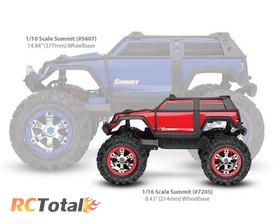 1/10 Scale Summit (#5607)
14.84" (377mm) Wheelbase
SUMMIT
SUMMIT
1/16 Scale Summit (#7205)
8.43" (214mm) Wheelbase
RCTotal